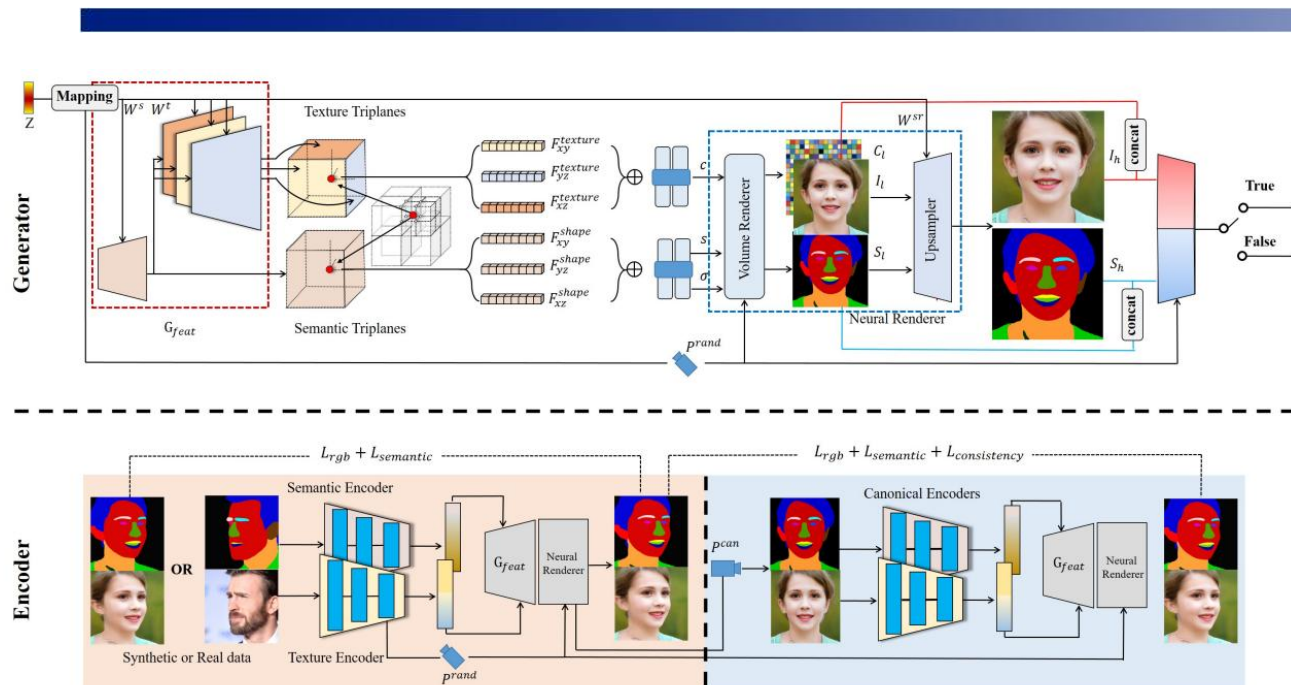 Generator
Z
Mapping
W^s W^t
G_feat
Texture Triplanes
Semantic Triplanes
F_xy^texture
F_yz^texture
F_xz^texture
F_xy^shape
F_yz^shape
F_xz^shape
c
s
σ
Volume Renderer
C_l
I_l
S_l
W^sr
Upsampler
Neural Renderer
P^rand
I_h
S_h
concat
concat
True
False
Encoder
L_rgb + L_semantic
Semantic Encoder
OR
Synthetic or Real data
Texture Encoder
P^rand
G_feat
Neural
Renderer
L_rgb + L_semantic + L_consistency
P^can
Canonical Encoders
G_feat
Neural
Renderer